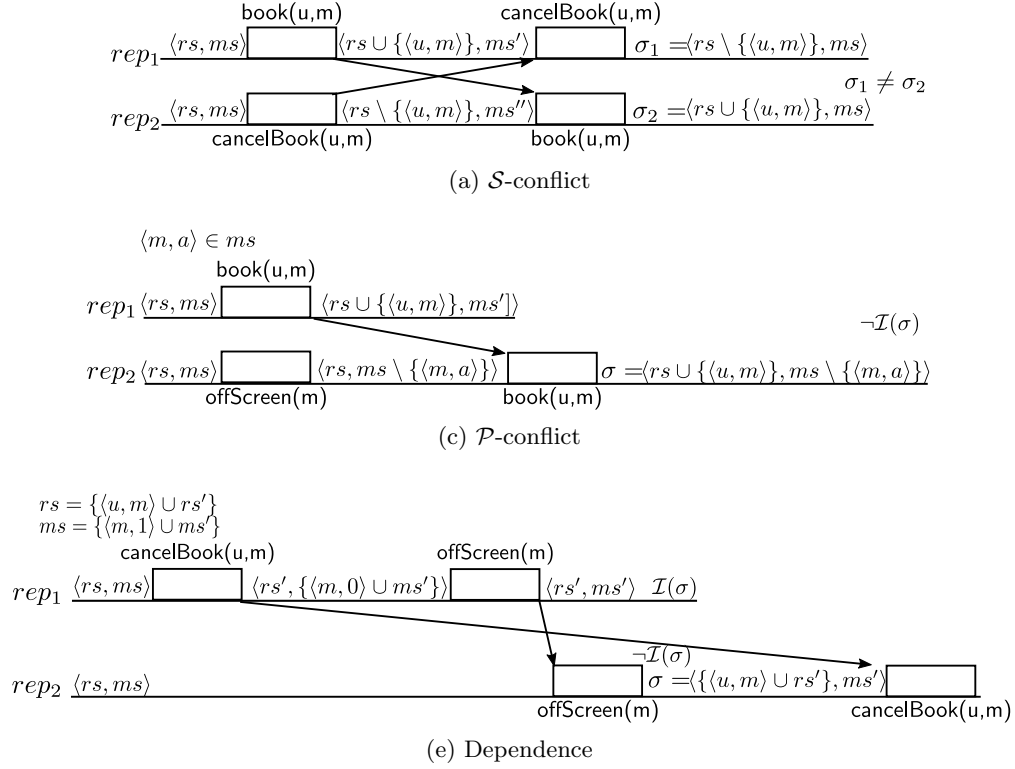 book(u,m) cancelBook(u,m)
rep₁ ⟨rs, ms⟩ ⟨rs ∪ {⟨u, m⟩}, ms′⟩ σ₁ =⟨rs \ {⟨u, m⟩}, ms⟩
σ₁ ≠ σ₂
rep₂ ⟨rs, ms⟩ ⟨rs \ {⟨u, m⟩}, ms′′⟩ σ₂ =⟨rs ∪ {⟨u, m⟩}, ms⟩
cancelBook(u,m) book(u,m)
(a) 𝒮-conflict
⟨m, a⟩ ∈ ms
book(u,m)
rep₁ ⟨rs, ms⟩ ⟨rs ∪ {⟨u, m⟩}, ms′]⟩
¬ℐ(σ)
rep₂ ⟨rs, ms⟩ ⟨rs, ms \ {⟨m, a⟩}⟩ σ =⟨rs ∪ {⟨u, m⟩}, ms \ {⟨m, a⟩}⟩
offScreen(m) book(u,m)
(c) 𝒫-conflict
rs = {⟨u, m⟩ ∪ rs′}
ms = {⟨m, 1⟩ ∪ ms′}
cancelBook(u,m) offScreen(m)
rep₁ ⟨rs, ms⟩ ⟨rs′, {⟨m, 0⟩ ∪ ms′}⟩ ⟨rs′, ms′⟩ ℐ(σ)
¬ℐ(σ)
rep₂ ⟨rs, ms⟩ σ =⟨{⟨u, m⟩ ∪ rs′}, ms′⟩
offScreen(m) cancelBook(u,m)
(e) Dependence